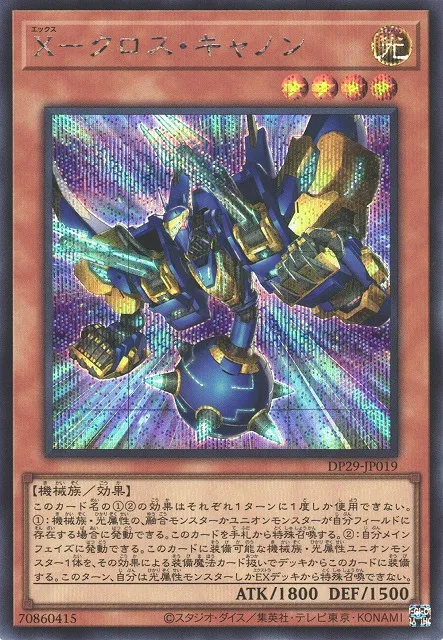 エックス
X－クロス・キャノン
光
DP29-JP019
【機械族／効果】
このカード名の①②の効果はそれぞれ１ターンに１度しか使用できない。
①：機械族・光属性の、融合モンスターかユニオンモンスターが自分フィールドに
存在する場合に発動できる。このカードを手札から特殊召喚する。②：自分メイン
フェイズに発動できる。このカードに装備可能な機械族・光属性ユニオンモン
スター１体を、その効果による装備魔法カード扱いでデッキからこのカードに装備
する。このターン、自分は光属性モンスターしかEXデッキから特殊召喚できない。
ATK/1800 DEF/1500
70860415
©スタジオ・ダイス／集英社・テレビ東京・KONAMI